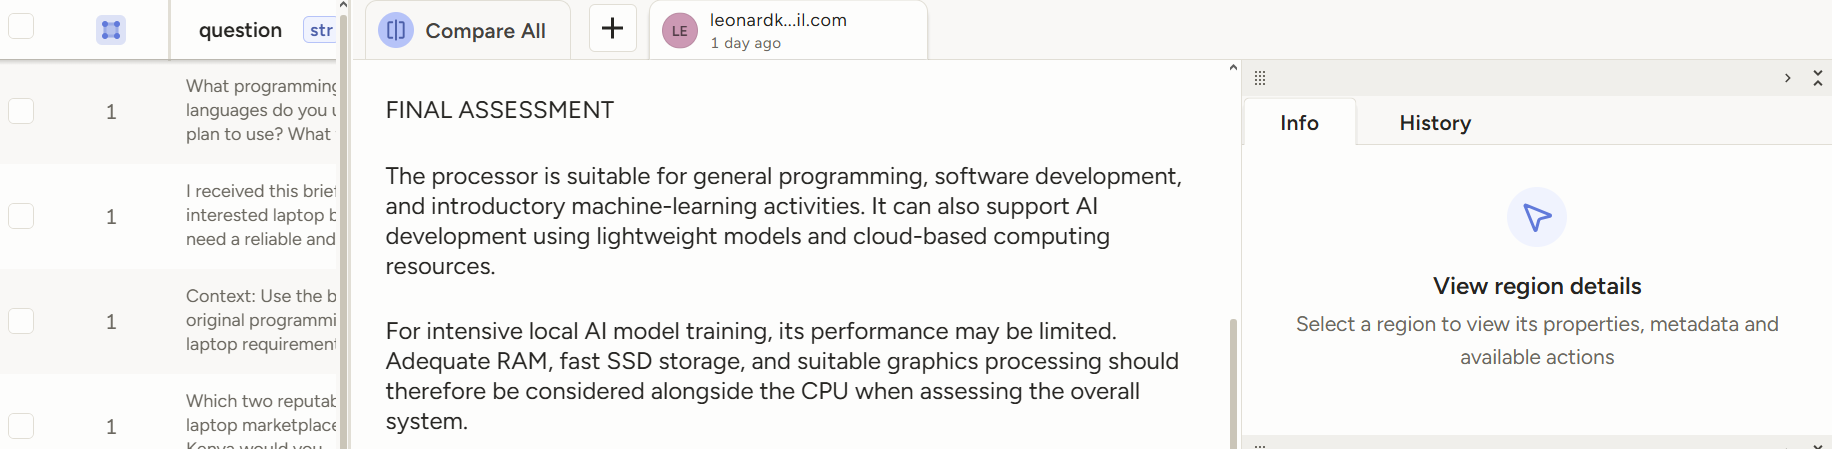 question
str
What programming
languages do you
plan to use? What
1
I received this brie
interested laptop
need a reliable and
1
Context: Use the
original programmi
laptop requirement
1
Which two
laptop marketplace
Kenya would you
1
Compare All
+
LE
leonardk...il.com
1 day ago
FINAL ASSESSMENT
The processor is suitable for general programming, software development,
and introductory machine-learning activities. It can also support AI
development using lightweight models and cloud-based computing
resources.
For intensive local AI model training, its performance may be limited.
Adequate RAM, fast SSD storage, and suitable graphics processing should
therefore be considered alongside the CPU when assessing the overall
system.
Info
History
View region details
Select a region to view its properties, metadata and
available actions